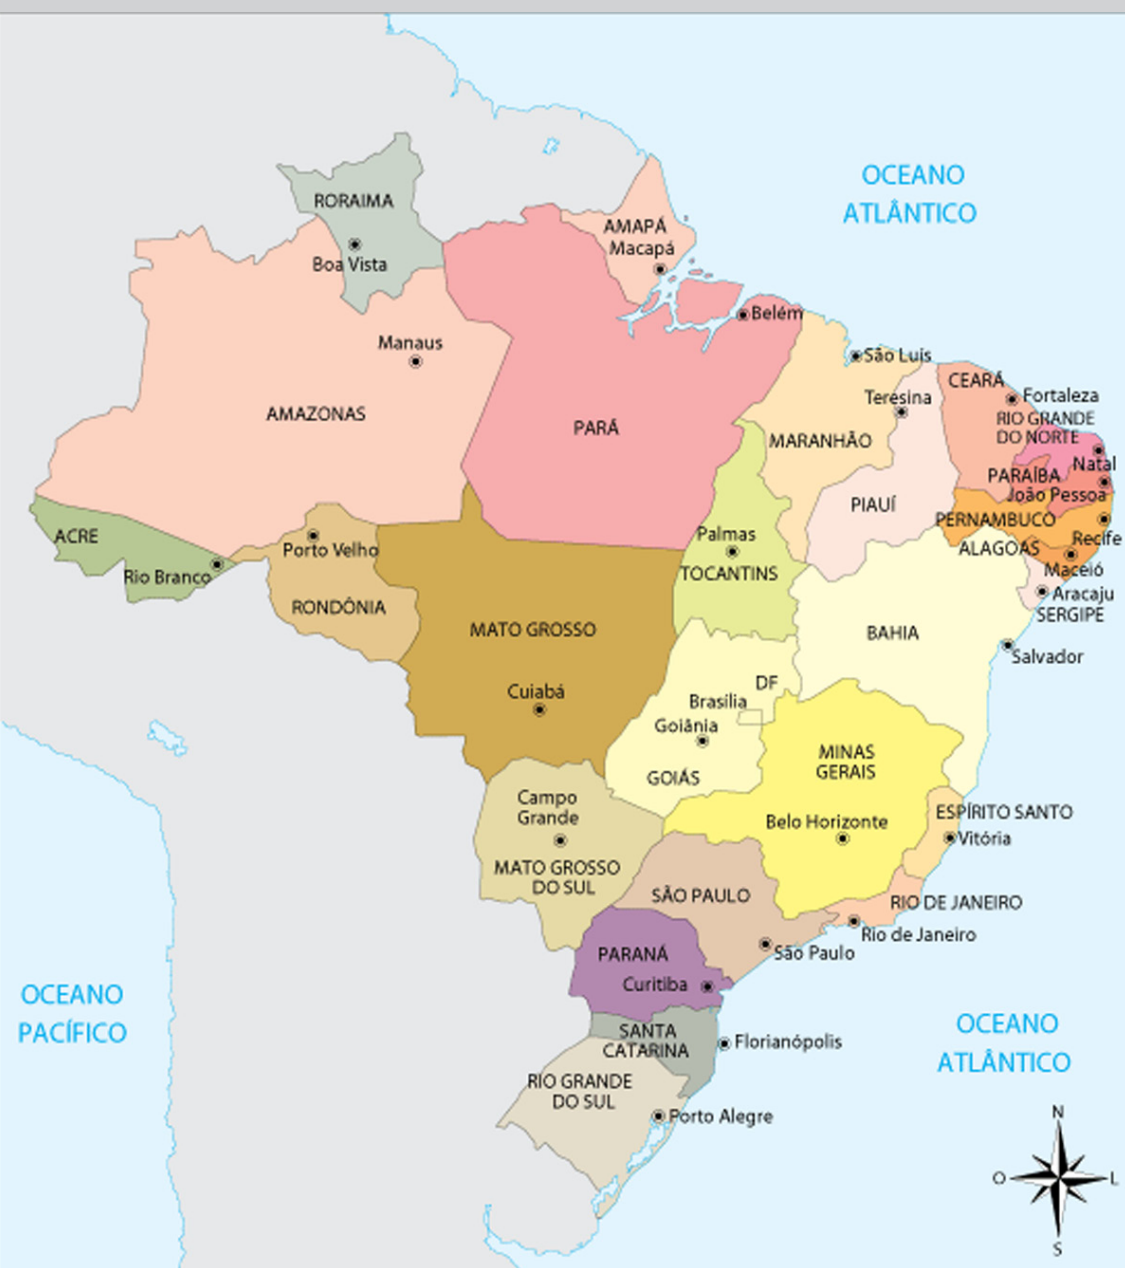 OCEANO
ATLÂNTICO
RORAIMA
Boa Vista
AMAPÁ
Macapá
Belém
Manaus
AMAZONAS
PARÁ
São Luís
Teresina
MARANHÃO
CEARÁ
Fortaleza
RIO GRANDE
DO NORTE
Natal
PARAÍBA
João Pessoa
PIAUÍ
PERNAMBUCO
Recife
ALAGOAS
Maceió
Aracaju
SERGIPE
ACRE
Rio Branco
Porto Velho
RONDÔNIA
Palmas
TOCANTINS
MATO GROSSO
Cuiabá
BAHIA
Salvador
DF
Brasília
Goiânia
GOIÁS
MINAS
GERAIS
Belo Horizonte
ESPÍRITO SANTO
Vitória
Campo
Grande
MATO GROSSO
DO SUL
SÃO PAULO
São Paulo
RIO DE JANEIRO
Rio de Janeiro
PARANÁ
Curitiba
SANTA
CATARINA
Florianópolis
RIO GRANDE
DO SUL
Porto Alegre
OCEANO
PACÍFICO
OCEANO
ATLÂNTICO
N
O
L
S